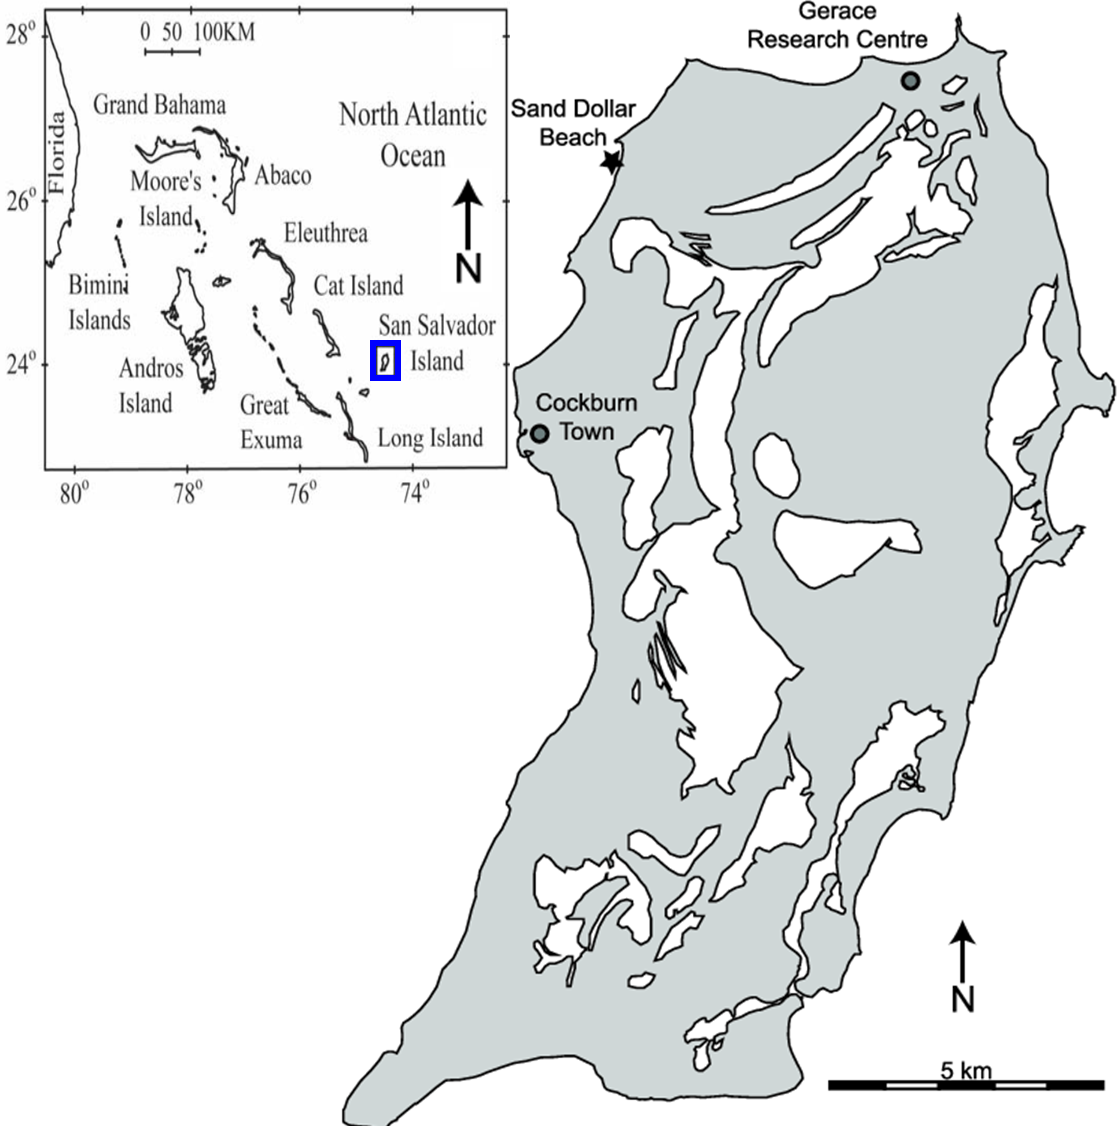 28°
0 50 100KM
Grand Bahama
North Atlantic
Ocean
Florida
Moore's
Island
Abaco
26°
Eleuthrea
N
Bimini
Islands
Cat Island
San Salvador
Island
24°
Andros
Island
Great
Exuma
Long Island
80°
78°
76°
74°
Gerace
Research Centre
Sand Dollar
Beach
Cockburn
Town
N
5 km